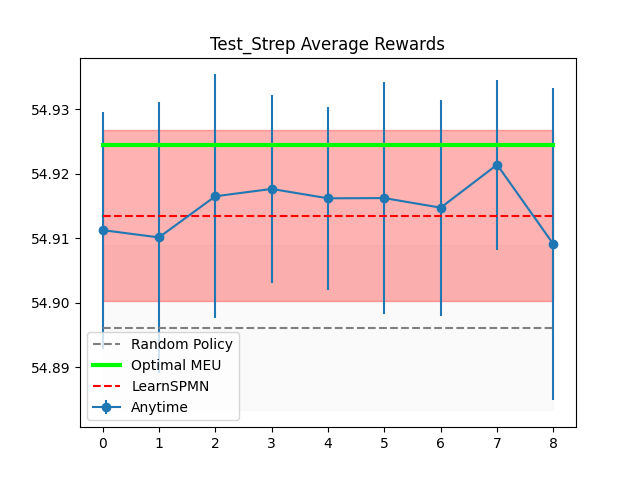 Test_Strep Average Rewards
54.93
54.92
54.91
54.90
54.89
Random Policy
Optimal MEU
LearnSPMN
Anytime
0 1 2 3 4 5 6 7 8